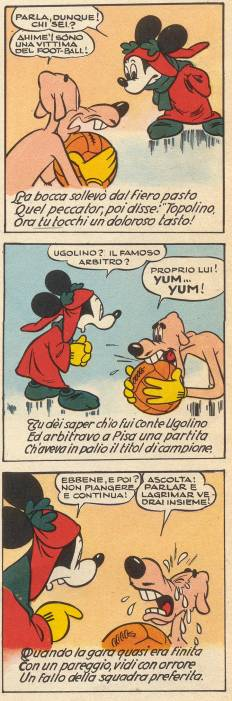 PARLA, DUNQUE!
CHI SEI?
AHIME'! SONO
UNA VITTIMA
DEL FOOT-BALL!
La bocca sollevò dal fiero pasto
Quel peccator, poi disse: "Topolino,
Ora tu tocchi un doloroso tasto!
UGOLINO? IL FAMOSO
ARBITRO?
PROPRIO LUI!
YUM...
YUM!
Tu dèi saper ch'io fui Conte Ugolino
Ed arbitravo a Pisa una partita
Ch'aveva in palio il titol di campione.
EBBENE, E POI?
NON PIANGERE
E CONTINUA!
ASCOLTA!
PARLAR E
LAGRIMAR VE-
DRAI INSIEME!
Quando la gara quasi era finita
Con un pareggio, vidi con orrore
Un fallo della squadra preferita.